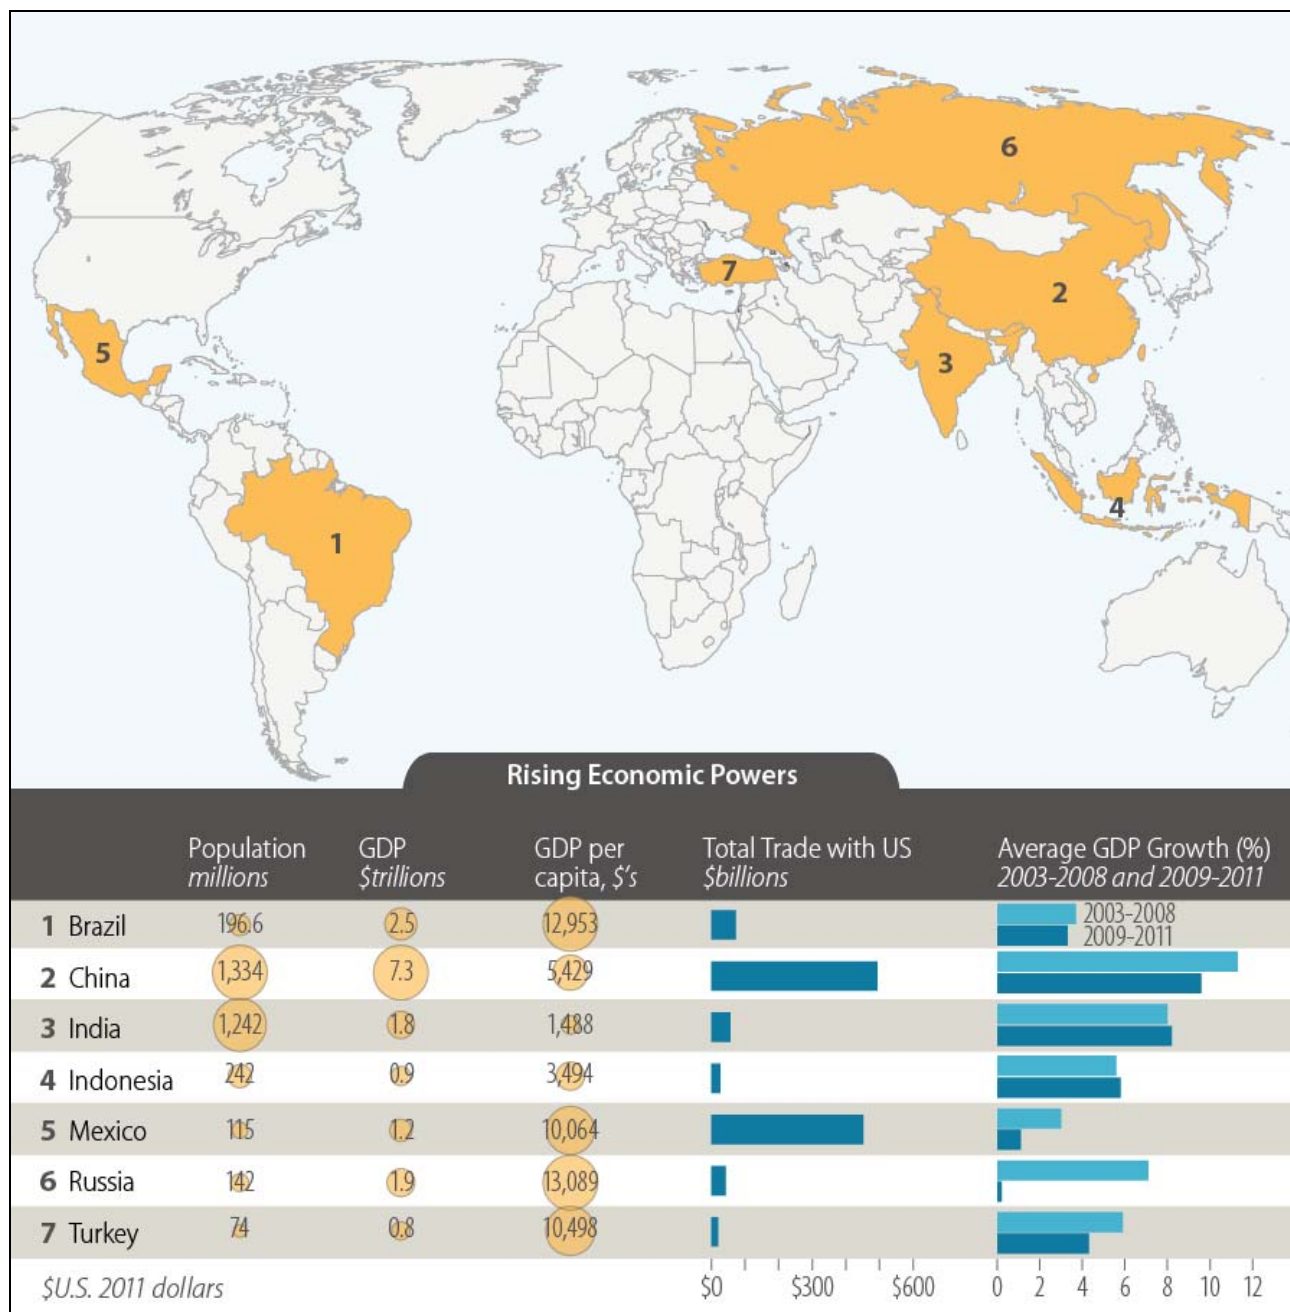 6
7
2
5
3
4
1
Rising Economic Powers
Population GDP GDP per Total Trade with US Average GDP Growth (%)
millions $trillions capita, $'s $billions 2003-2008 and 2009-2011
1 Brazil 196.6 2.5 12,953 2003-2008
2009-2011
2 China 1,334 7.3 5,429
3 India 1,242 1.8 1,488
4 Indonesia 242 0.9 3,494
5 Mexico 115 1.2 10,064
6 Russia 142 1.9 13,089
7 Turkey 74 0.8 10,498
$U.S. 2011 dollars $0 $300 $600 0 2 4 6 8 10 12